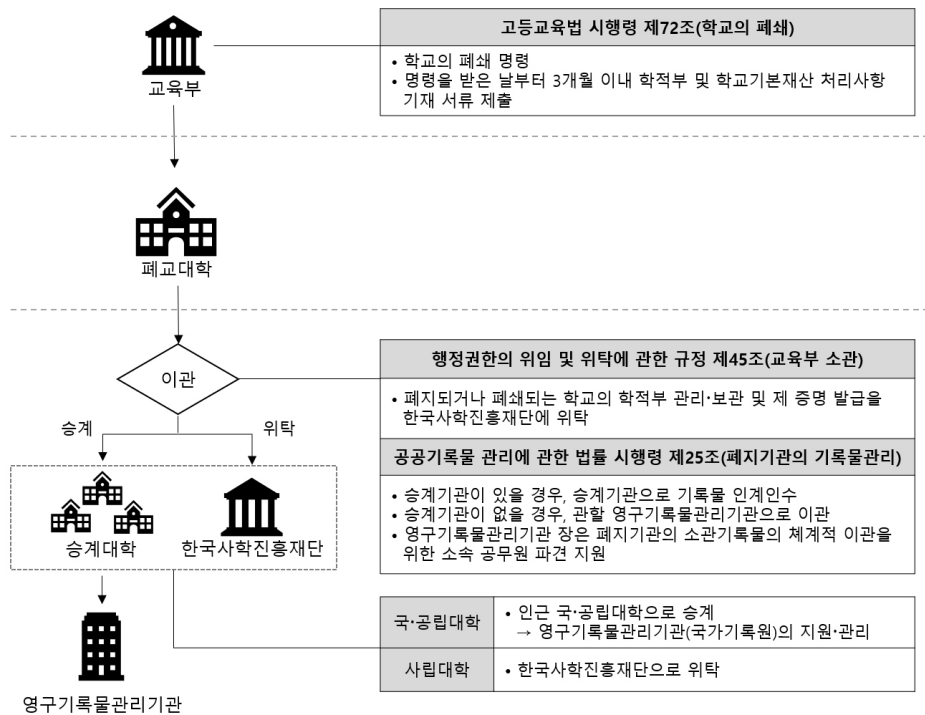 고등교육법 시행령 제72조(학교의 폐쇄)
• 학교의 폐쇄 명령
• 명령을 받은 날부터 3개월 이내 학적부 및 학교기본재산 처리사항
기재 서류 제출
교육부
폐교대학
이관
승계
위탁
행정권한의 위임 및 위탁에 관한 규정 제45조(교육부 소관)
• 폐지되거나 폐쇄되는 학교의 학적부 관리·보관 및 제 증명 발급을
한국사학진흥재단에 위탁
공공기록물 관리에 관한 법률 시행령 제25조(폐지기관의 기록물관리)
• 승계기관이 있을 경우, 승계기관으로 기록물 인계인수
• 승계기관이 없을 경우, 관할 영구기록물관리기관으로 이관
• 영구기록물관리기관 장은 폐지기관의 소관기록물의 쳬계적 이관을
위한 소속 공무원 파견 지원
승계대학
한국사학진흥재단
국·공립대학
• 인근 국·공립대학으로 승계
→ 영구기록물관리기관(국가기록원)의 지원·관리
사립대학
• 한국사학진흥재단으로 위탁
영구기록물관리기관